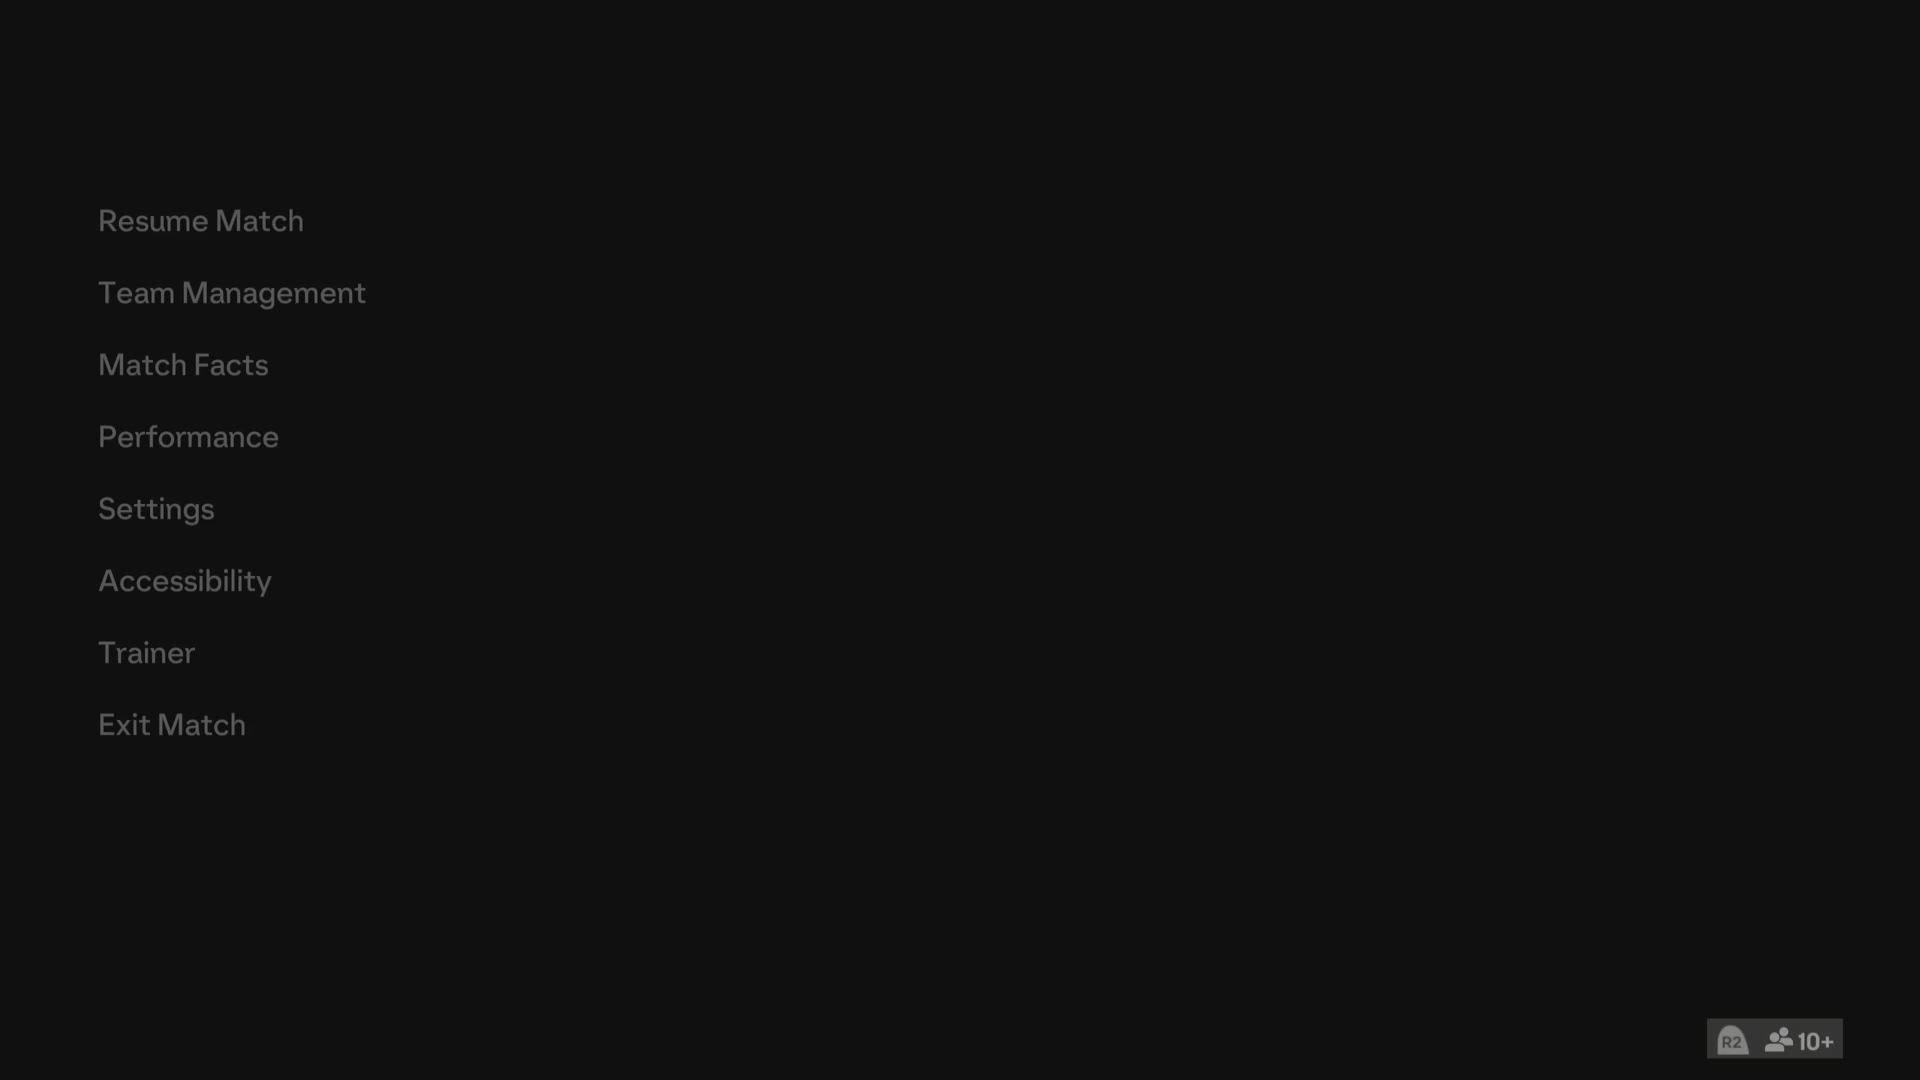 Resume Match
Team Management
Match Facts
Performance
Settings
Accessibility
Trainer
Exit Match
R2 10+